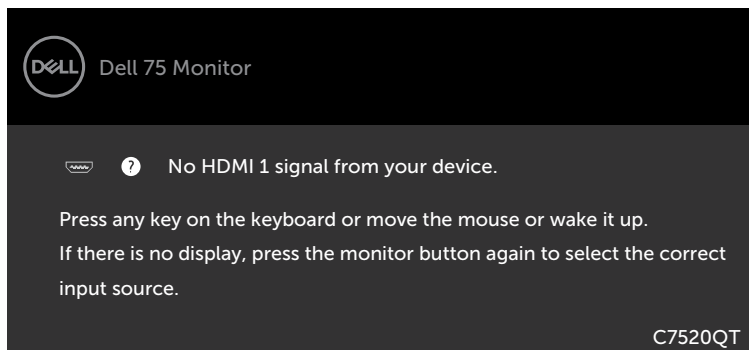 DELL Dell 75 Monitor
? No HDMI 1 signal from your device.
Press any key on the keyboard or move the mouse or wake it up.
If there is no display, press the monitor button again to select the correct
input source.
C7520QT